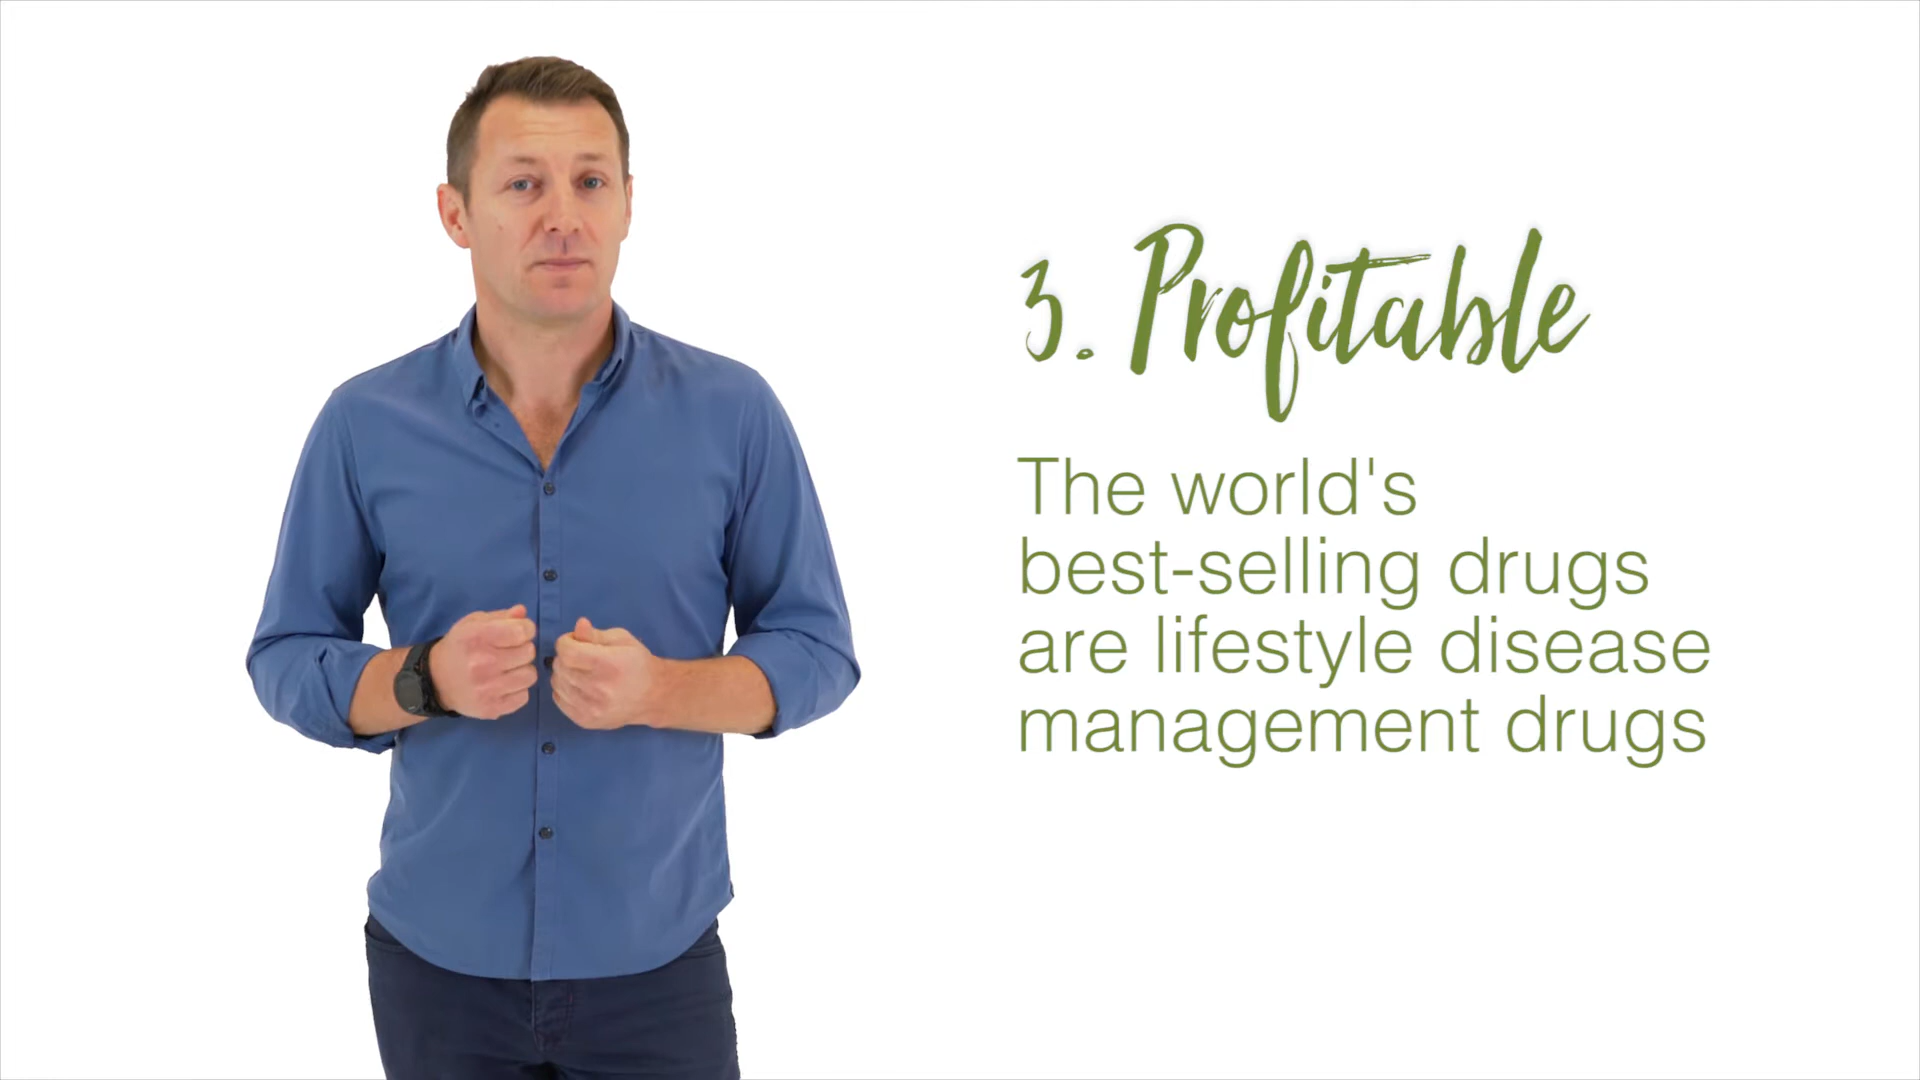 3. Profitable
The world's
best-selling drugs
are lifestyle disease
management drugs